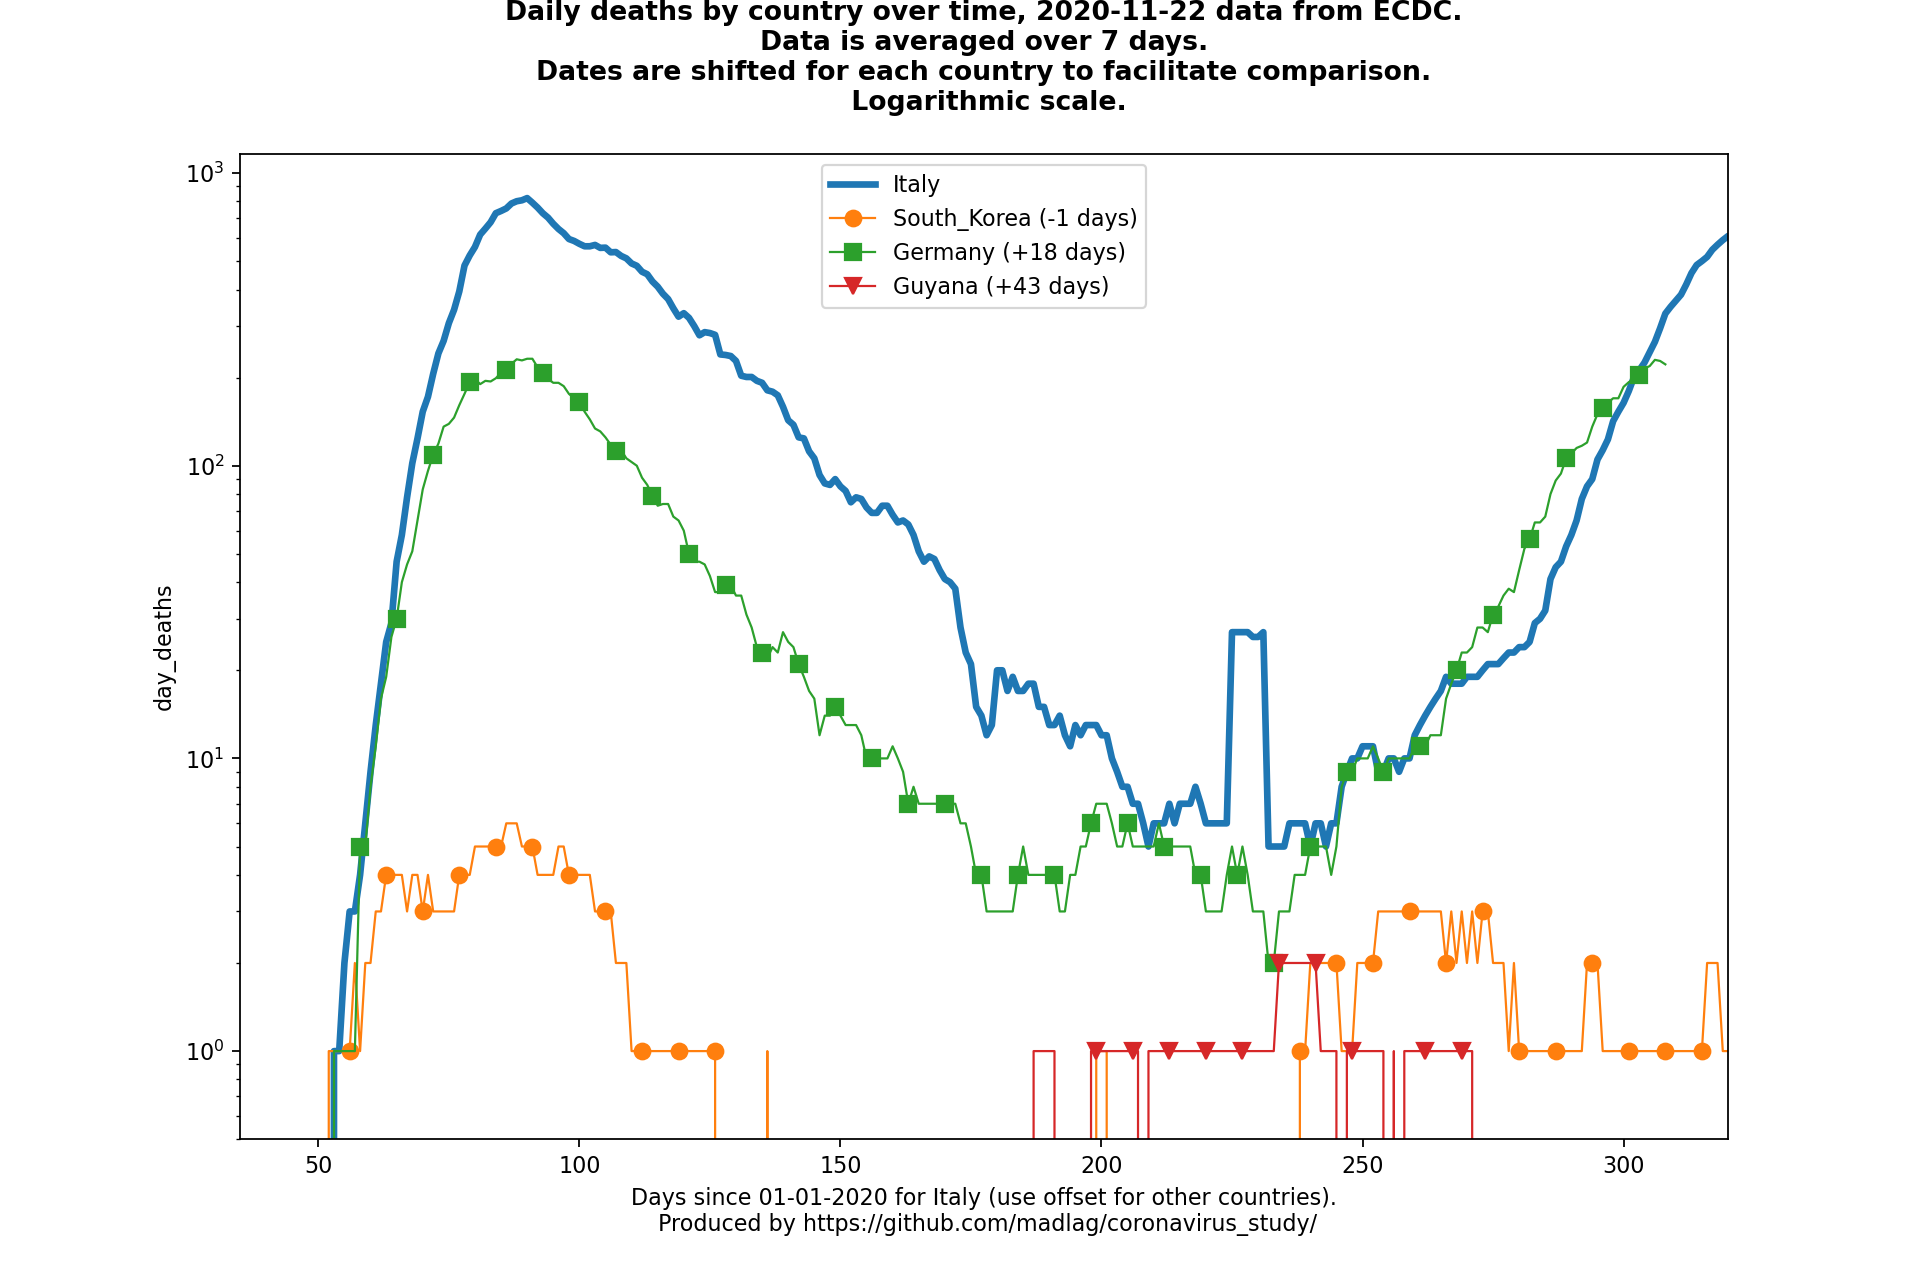 Daily deaths by country over time, 2020-11-22 data from ECDC.
Data is averaged over 7 days.
Dates are shifted for each country to facilitate comparison.
Logarithmic scale.
10³
10²
10¹
10⁰
day_deaths
Italy
South_Korea (-1 days)
Germany (+18 days)
Guyana (+43 days)
50
100
150
200
250
300
Days since 01-01-2020 for Italy (use offset for other countries).
Produced by https://github.com/madlag/coronavirus_study/